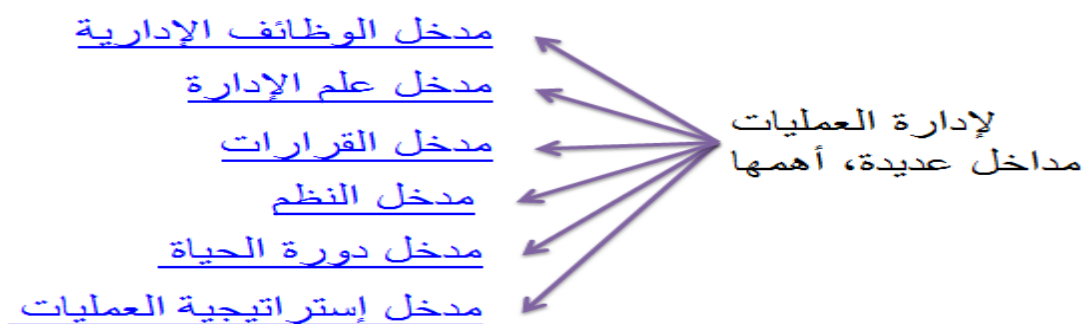 لإدارة العمليات
مداخل عديدة، أهمها
مدخل الوظائف الإدارية
مدخل علم الإدارة
مدخل القرارات
مدخل النظم
مدخل دورة الحياة
مدخل إستراتيجية العمليات